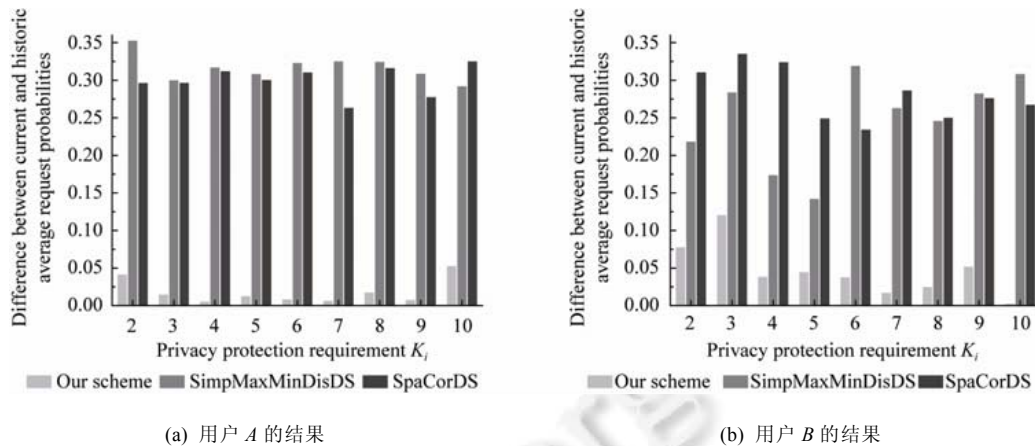 Difference between current and historic
average request probabilities
0.35
0.30
0.25
0.20
0.15
0.10
0.05
0.00
2 3 4 5 6 7 8 9 10
Privacy protection requirement Ki
Our scheme SimpMaxMinDisDS SpaCorDS
(a) 用户 A 的结果
Difference between current and historic
average request probabilities
0.35
0.30
0.25
0.20
0.15
0.10
0.05
0.00
2 3 4 5 6 7 8 9 10
Privacy protection requirement Ki
Our scheme SimpMaxMinDisDS SpaCorDS
(b) 用户 B 的结果